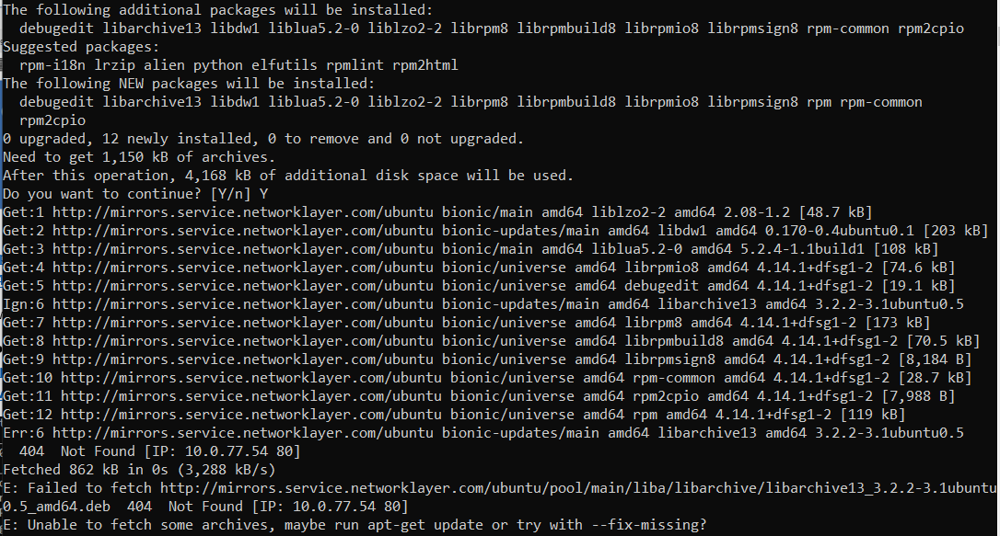 The following additional packages will be installed:
  debugedit libarchive13 libdw1 liblua5.2-0 liblzo2-2 librpm8 librpmbuild8 librpmio8 librpmsign8 rpm-common rpm2cpio
Suggested packages:
  rpm-i18n lrzip alien python elfutils rpmlint rpm2html
The following NEW packages will be installed:
  debugedit libarchive13 libdw1 liblua5.2-0 liblzo2-2 librpm8 librpmbuild8 librpmio8 librpmsign8 rpm rpm-common
  rpm2cpio
0 upgraded, 12 newly installed, 0 to remove and 0 not upgraded.
Need to get 1,150 kB of archives.
After this operation, 4,168 kB of additional disk space will be used.
Do you want to continue? [Y/n] Y
Get:1 http://mirrors.service.networklayer.com/ubuntu bionic/main amd64 liblzo2-2 amd64 2.08-1.2 [48.7 kB]
Get:2 http://mirrors.service.networklayer.com/ubuntu bionic-updates/main amd64 libdw1 amd64 0.170-0.4ubuntu0.1 [203 kB]
Get:3 http://mirrors.service.networklayer.com/ubuntu bionic/main amd64 liblua5.2-0 amd64 5.2.4-1.1build1 [108 kB]
Get:4 http://mirrors.service.networklayer.com/ubuntu bionic/universe amd64 librpmio8 amd64 4.14.1+dfsg1-2 [74.6 kB]
Get:5 http://mirrors.service.networklayer.com/ubuntu bionic/universe amd64 debugedit amd64 4.14.1+dfsg1-2 [19.1 kB]
Ign:6 http://mirrors.service.networklayer.com/ubuntu bionic-updates/main amd64 libarchive13 amd64 3.2.2-3.1ubuntu0.5
Get:7 http://mirrors.service.networklayer.com/ubuntu bionic/universe amd64 librpm8 amd64 4.14.1+dfsg1-2 [173 kB]
Get:8 http://mirrors.service.networklayer.com/ubuntu bionic/universe amd64 librpmbuild8 amd64 4.14.1+dfsg1-2 [70.5 kB]
Get:9 http://mirrors.service.networklayer.com/ubuntu bionic/universe amd64 librpmsign8 amd64 4.14.1+dfsg1-2 [8,184 B]
Get:10 http://mirrors.service.networklayer.com/ubuntu bionic/universe amd64 rpm-common amd64 4.14.1+dfsg1-2 [28.7 kB]
Get:11 http://mirrors.service.networklayer.com/ubuntu bionic/universe amd64 rpm2cpio amd64 4.14.1+dfsg1-2 [7,988 B]
Get:12 http://mirrors.service.networklayer.com/ubuntu bionic/universe amd64 rpm amd64 4.14.1+dfsg1-2 [119 kB]
Err:6 http://mirrors.service.networklayer.com/ubuntu bionic-updates/main amd64 libarchive13 amd64 3.2.2-3.1ubuntu0.5
  404  Not Found [IP: 10.0.77.54 80]
Fetched 862 kB in 0s (3,288 kB/s)
E: Failed to fetch http://mirrors.service.networklayer.com/ubuntu/pool/main/liba/libarchive/libarchive13_3.2.2-3.1ubuntu
0.5_amd64.deb  404  Not Found [IP: 10.0.77.54 80]
E: Unable to fetch some archives, maybe run apt-get update or try with --fix-missing?